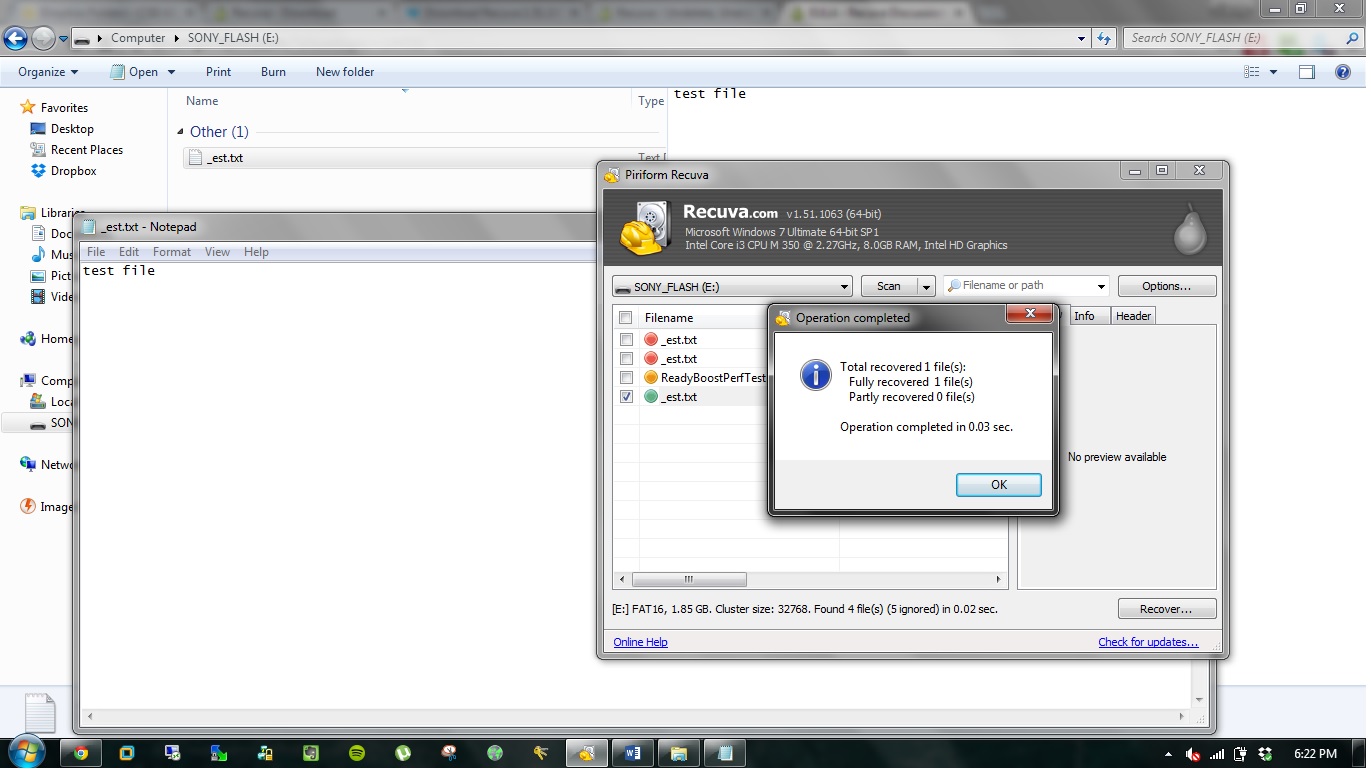 Computer ▸ SONY_FLASH (E:)
Search SONY_FLASH (E:)
Organize Open Print Burn New folder
Favorites
Desktop
Recent Places
Dropbox
Libraries
Doc
Mus
Pict
Vide
Home
Comp
Loca
SON
Netwo
Image
Name Type
Other (1)
_est.txt Text
test file
_est.txt - Notepad
File Edit Format View Help
test file
Piriform Recuva
Recuva.com v1.51.1063 (64-bit)
Microsoft Windows 7 Ultimate 64-bit SP1
Intel Core i3 CPU M 350 @ 2.27GHz, 8.0GB RAM, Intel HD Graphics
SONY_FLASH (E:) Scan Filename or path Options...
Filename
Info Header
_est.txt
_est.txt
ReadyBoostPerfTest
_est.txt
No preview available
Operation completed
Total recovered 1 file(s):
Fully recovered 1 file(s)
Partly recovered 0 file(s)
Operation completed in 0.03 sec.
OK
[E:] FAT16, 1.85 GB. Cluster size: 32768. Found 4 file(s) (5 ignored) in 0.02 sec.
Recover...
Online Help Check for updates...
6:22 PM